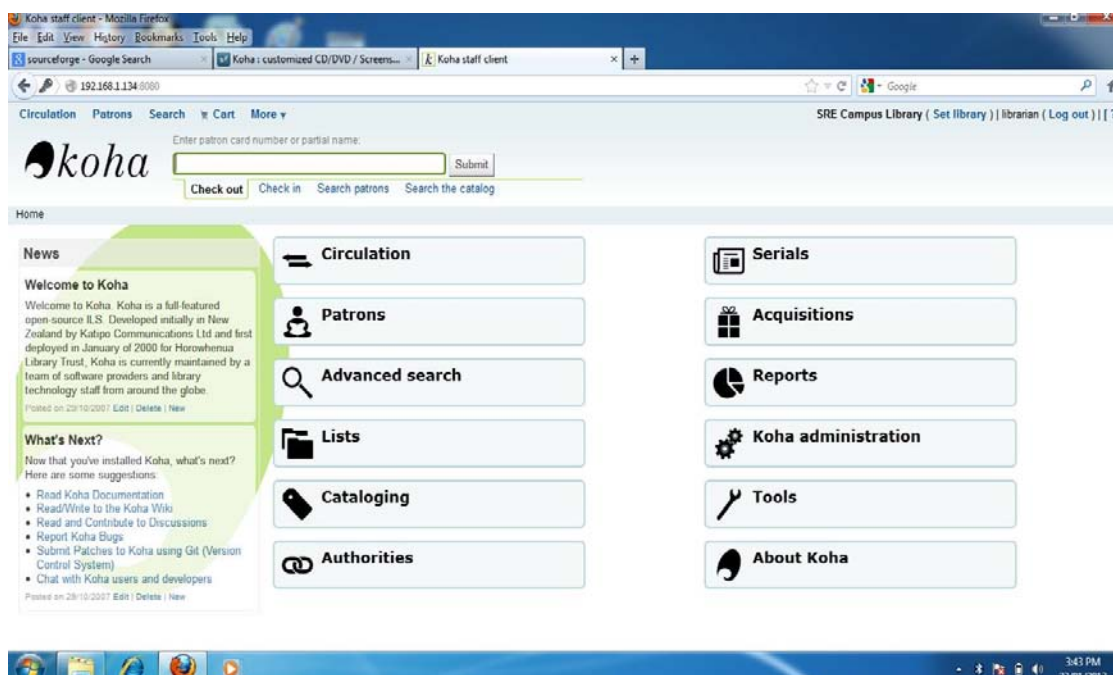 Koha staff client - Mozilla Firefox
File Edit View History Bookmarks Tools Help
sourceforge - Google Search × Koha : customized CD/DVD / Screens... × Koha staff client × +
192.168.1.134:8080 Google
Circulation Patrons Search Cart More SRE Campus Library ( Set library ) | librarian ( Log out ) | [ ?
koha
Enter patron card number or partial name:
Submit
Check out Check in Search patrons Search the catalog
Home
News
Welcome to Koha
Welcome to Koha. Koha is a full-featured
open-source ILS. Developed initially in New
Zealand by Katipo Communications Ltd and first
deployed in January of 2000 for Horowhenua
Library Trust, Koha is currently maintained by a
team of software providers and library
technology staff from around the globe.
Posted on 29/10/2007 Edit | Delete | New
What's Next?
Now that you've installed Koha, what's next?
Here are some suggestions:
• Read Koha Documentation
• Read/Write to the Koha Wiki
• Read and Contribute to Discussions
• Report Koha Bugs
• Submit Patches to Koha using Git (Version
Control System)
• Chat with Koha users and developers
Posted on 29/10/2007 Edit | Delete | New
Circulation
Patrons
Advanced search
Lists
Cataloging
Authorities
Serials
Acquisitions
Reports
Koha administration
Tools
About Koha
3:43 PM